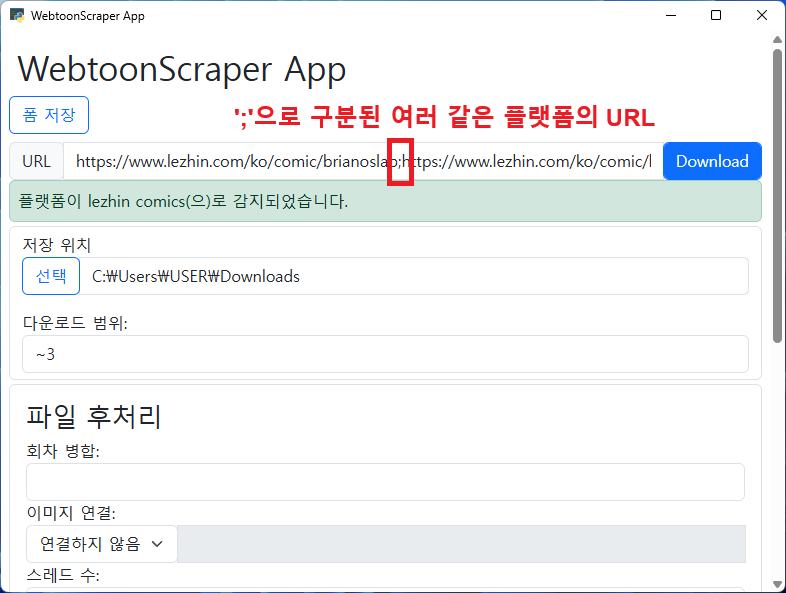 WebtoonScraper App
WebtoonScraper App
폼 저장
';'으로 구분된 여러 같은 플랫폼의 URL
URL https://www.lezhin.com/ko/comic/brianoslab;https://www.lezhin.com/ko/comic/l Download
플랫폼이 lezhin comics(으)로 감지되었습니다.
저장 위치
선택 C:₩Users₩USER₩Downloads
다운로드 범위:
~3
파일 후처리
회차 병합:
이미지 연결:
연결하지 않음
스레드 수: